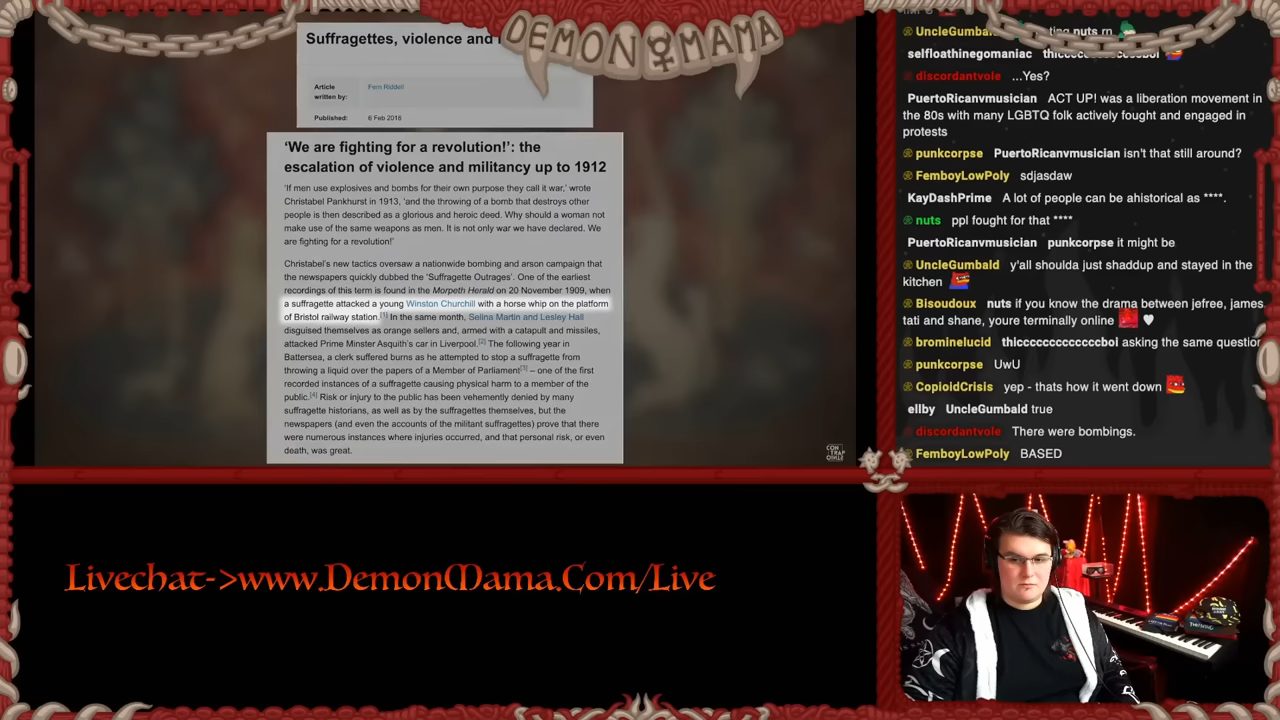 DEMON MAMA
Suffragettes, violence and
Article written by:
Fern Riddell
Published:
6 Feb 2018
‘We are fighting for a revolution!’: the
escalation of violence and militancy up to 1912
‘If men use explosives and bombs for their own purpose they call it war,’ wrote
Christabel Pankhurst in 1913, ‘and the throwing of a bomb that destroys other
people is then described as a glorious and heroic deed. Why should a woman not
make use of the same weapons as men. It is not only war we have declared. We
are fighting for a revolution!’
Christabel’s new tactics oversaw a nationwide bombing and arson campaign that
the newspapers quickly dubbed the ‘Suffragette Outrages’. One of the earliest
recordings of this term is found in the Morpeth Herald on 20 November 1909, when
a suffragette attacked a young Winston Churchill with a horse whip on the platform
of Bristol railway station.[1] In the same month, Selina Martin and Lesley Hall
disguised themselves as orange sellers and, armed with a catapult and missiles,
attacked Prime Minster Asquith’s car in Liverpool.[2] The following year in
Battersea, a clerk suffered burns as he attempted to stop a suffragette from
throwing a liquid over the papers of a Member of Parliament[3] – one of the first
recorded instances of a suffragette causing physical harm to a member of the
public.[4] Risk or injury to the public has been vehemently denied by many
suffragette historians, as well as by the suffragettes themselves, but the
newspapers (and even the accounts of the militant suffragettes) prove that there
were numerous instances where injuries occurred, and that personal risk, or even
death, was great.
CON
TRAP
Livechat->www.DemonMama.Com/Live
UncleGumbald nuts rn
selfloathinegomaniac
discordantvole ...Yes?
PuertoRicanvmusician ACT UP! was a liberation movement in
the 80s with many LGBTQ folk actively fought and engaged in
protests
punkcorpse PuertoRicanvmusician isn't that still around?
FemboyLowPoly sdjasdaw
KayDashPrime A lot of people can be ahistorical as ****.
nuts ppl fought for that ****
PuertoRicanvmusician punkcorpse it might be
UncleGumbald y'all shoulda just shaddup and stayed in the
kitchen
Bisoudoux nuts if you know the drama between jefree, james
tati and shane, youre terminally online
brominelucid thicccccccccccccboi asking the same question
punkcorpse UwU
CopioidCrisis yep - thats how it went down
ellby UncleGumbald true
discordantvole There were bombings.
FemboyLowPoly BASED